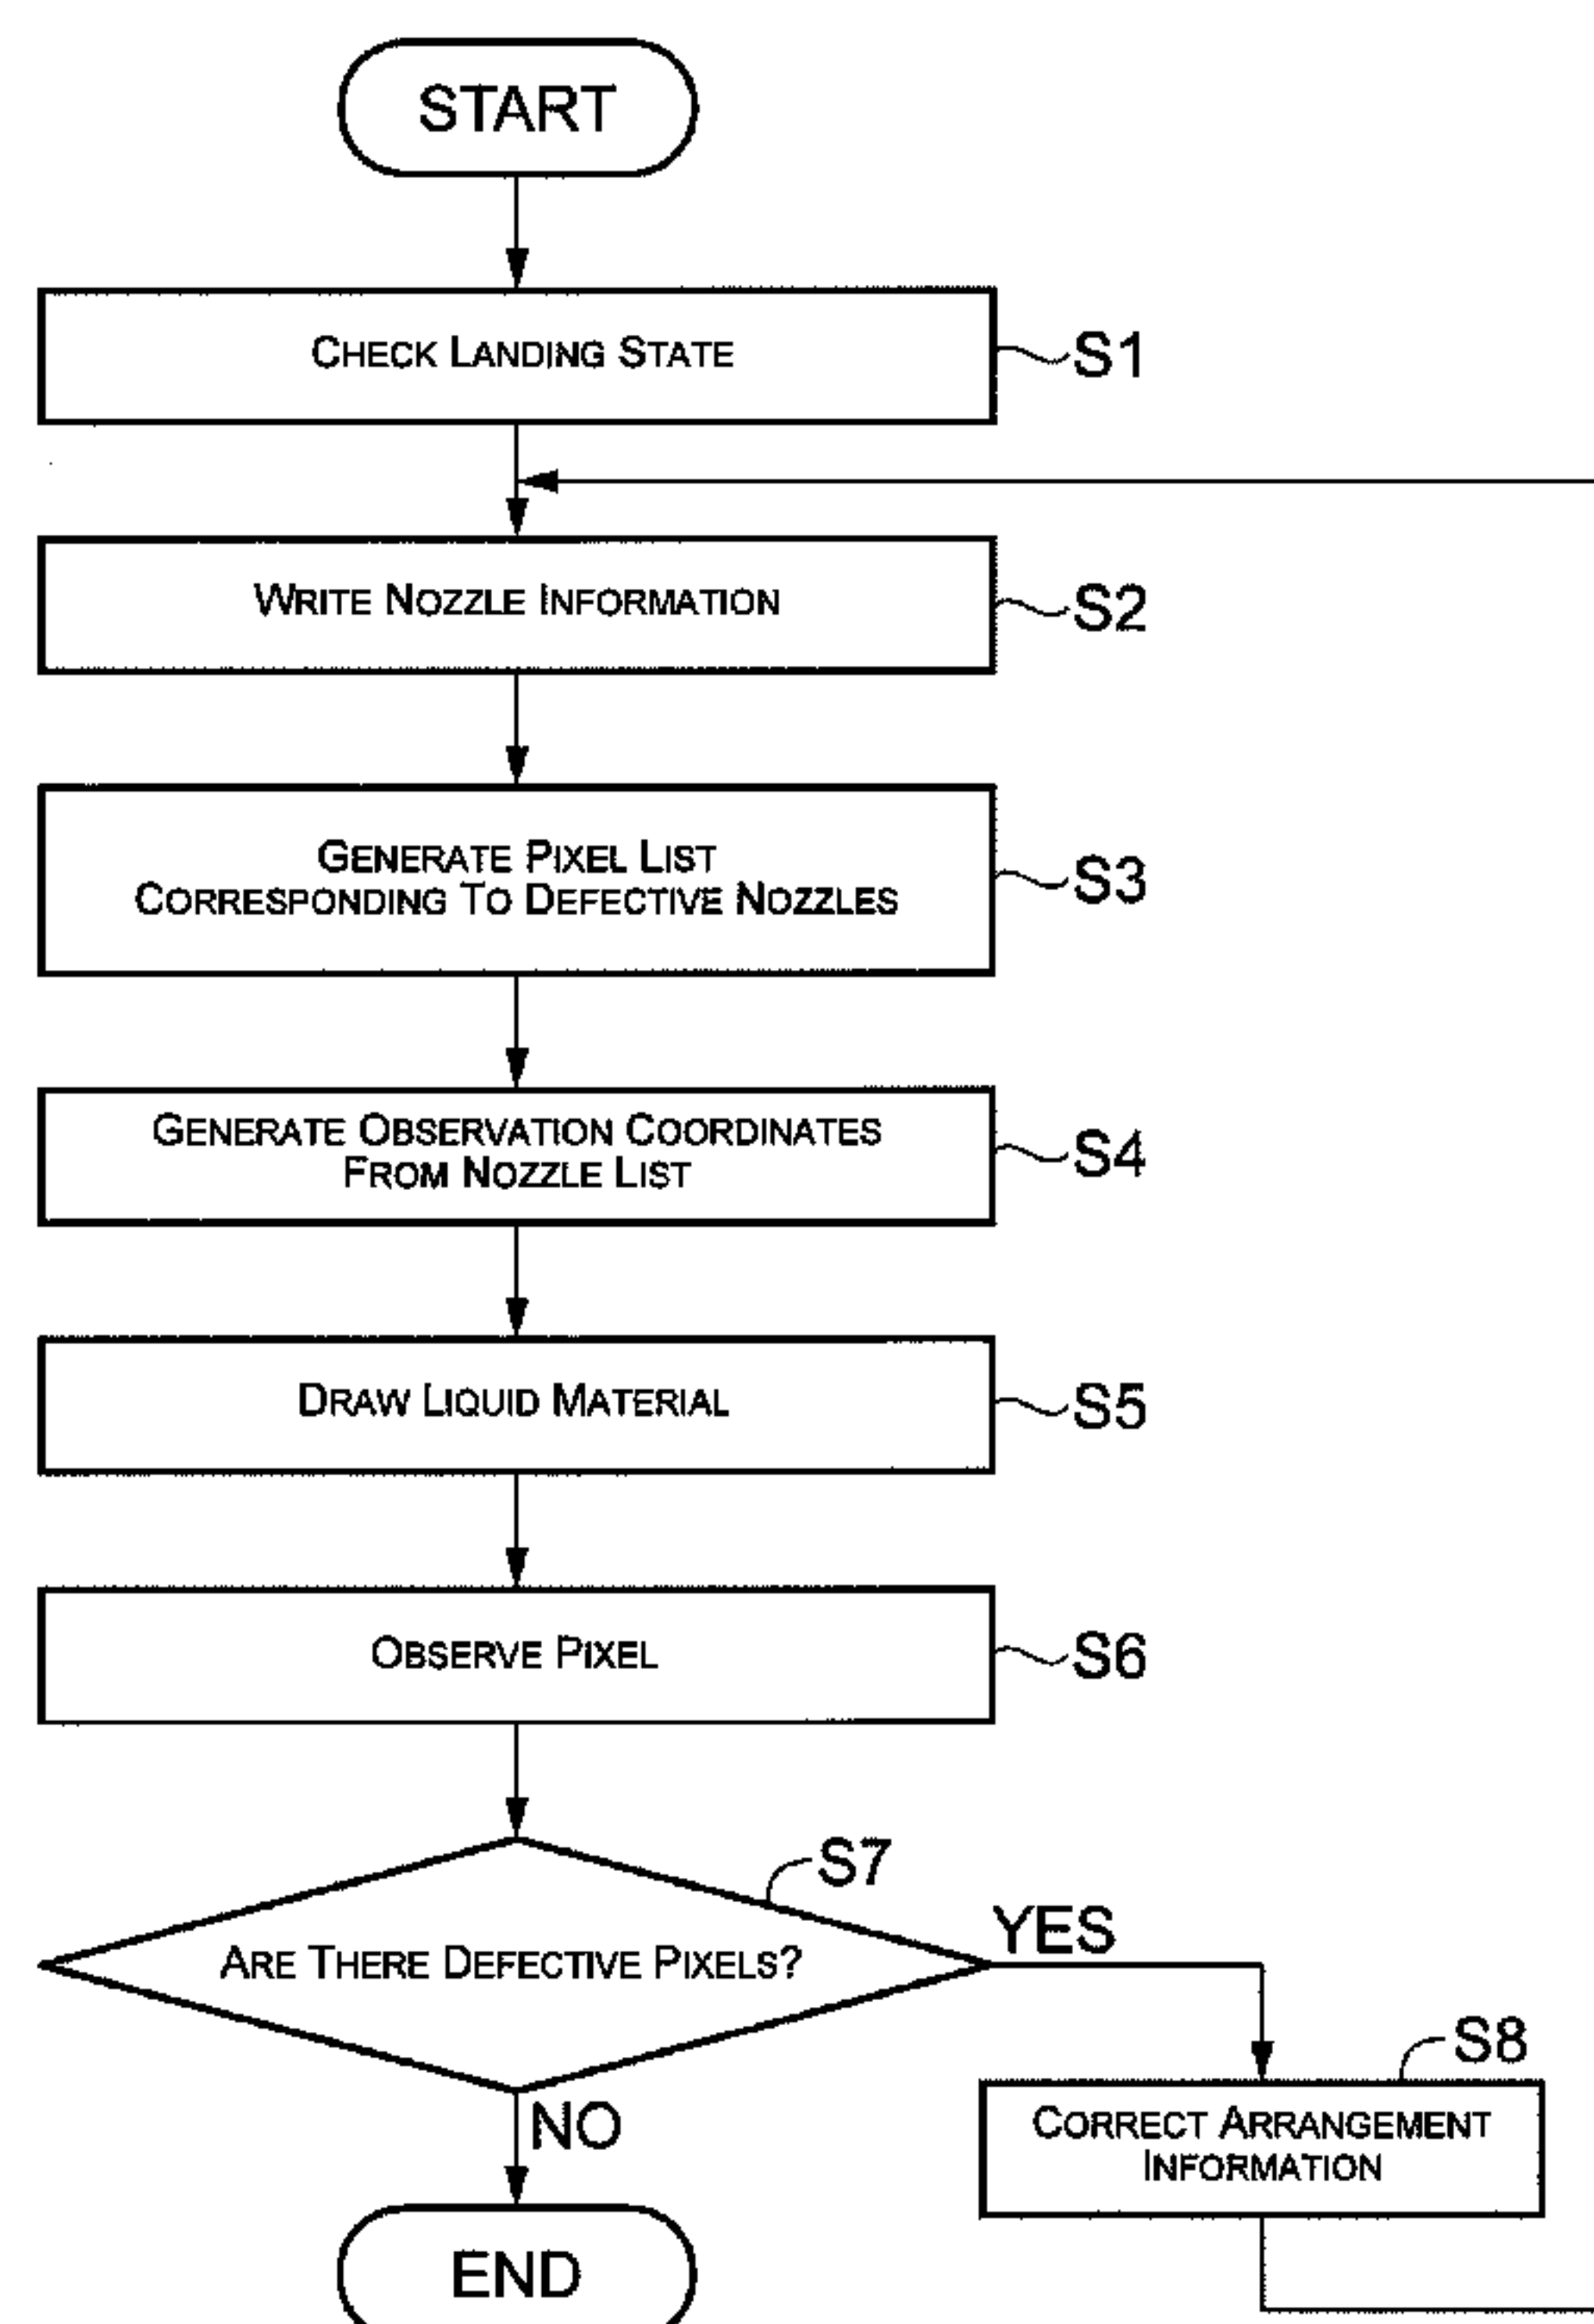 START
CHECK LANDING STATE
S1
WRITE NOZZLE INFORMATION
S2
GENERATE PIXEL LIST
CORRESPONDING TO DEFECTIVE NOZZLES
S3
GENERATE OBSERVATION COORDINATES
FROM NOZZLE LIST
S4
DRAW LIQUID MATERIAL
S5
OBSERVE PIXEL
S6
S7
ARE THERE DEFECTIVE PIXELS?
YES
S8
CORRECT ARRANGEMENT
INFORMATION
NO
END